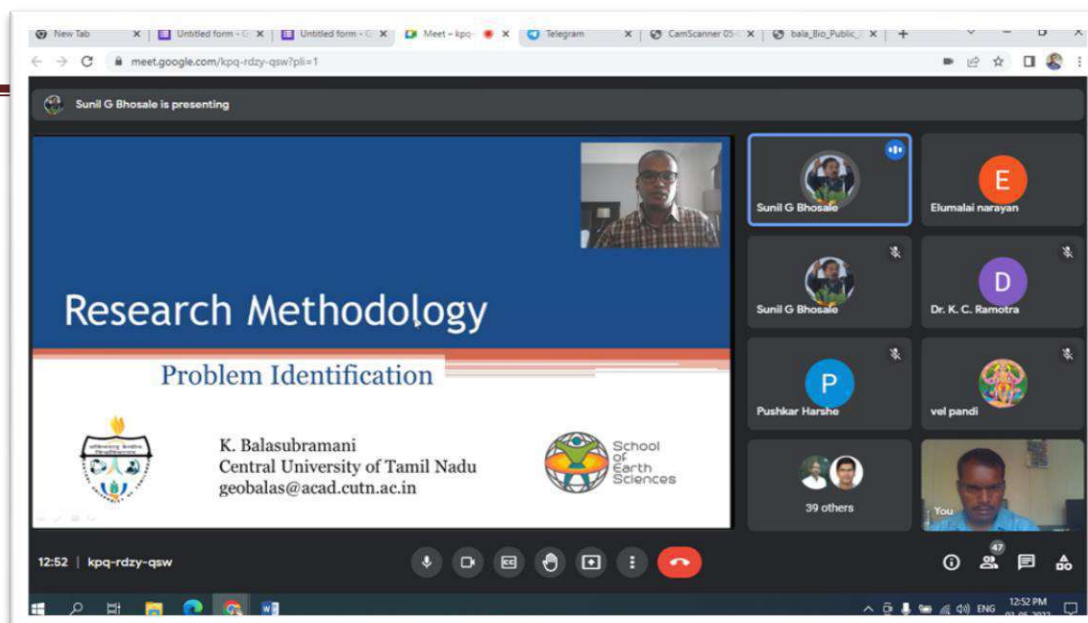 New Tab
Untitled form - G
Untitled form - G
Meet – kpq-
Telegram
CamScanner 05-
bala_Bio_Public_
meet.google.com/kpq-rdzy-qsw?pli=1
Sunil G Bhosale is presenting
Research Methodology
Problem Identification
K. Balasubramani
Central University of Tamil Nadu
geobalas@acad.cutn.ac.in
School
of
Earth
Sciences
Sunil G Bhosale
E
Elumalai narayan
Sunil G Bhosale
D
Dr. K. C. Ramotra
P
Pushkar Harshe
vel pandi
39 others
You
12:52 | kpq-rdzy-qsw
CC
47
ENG
12:52 PM